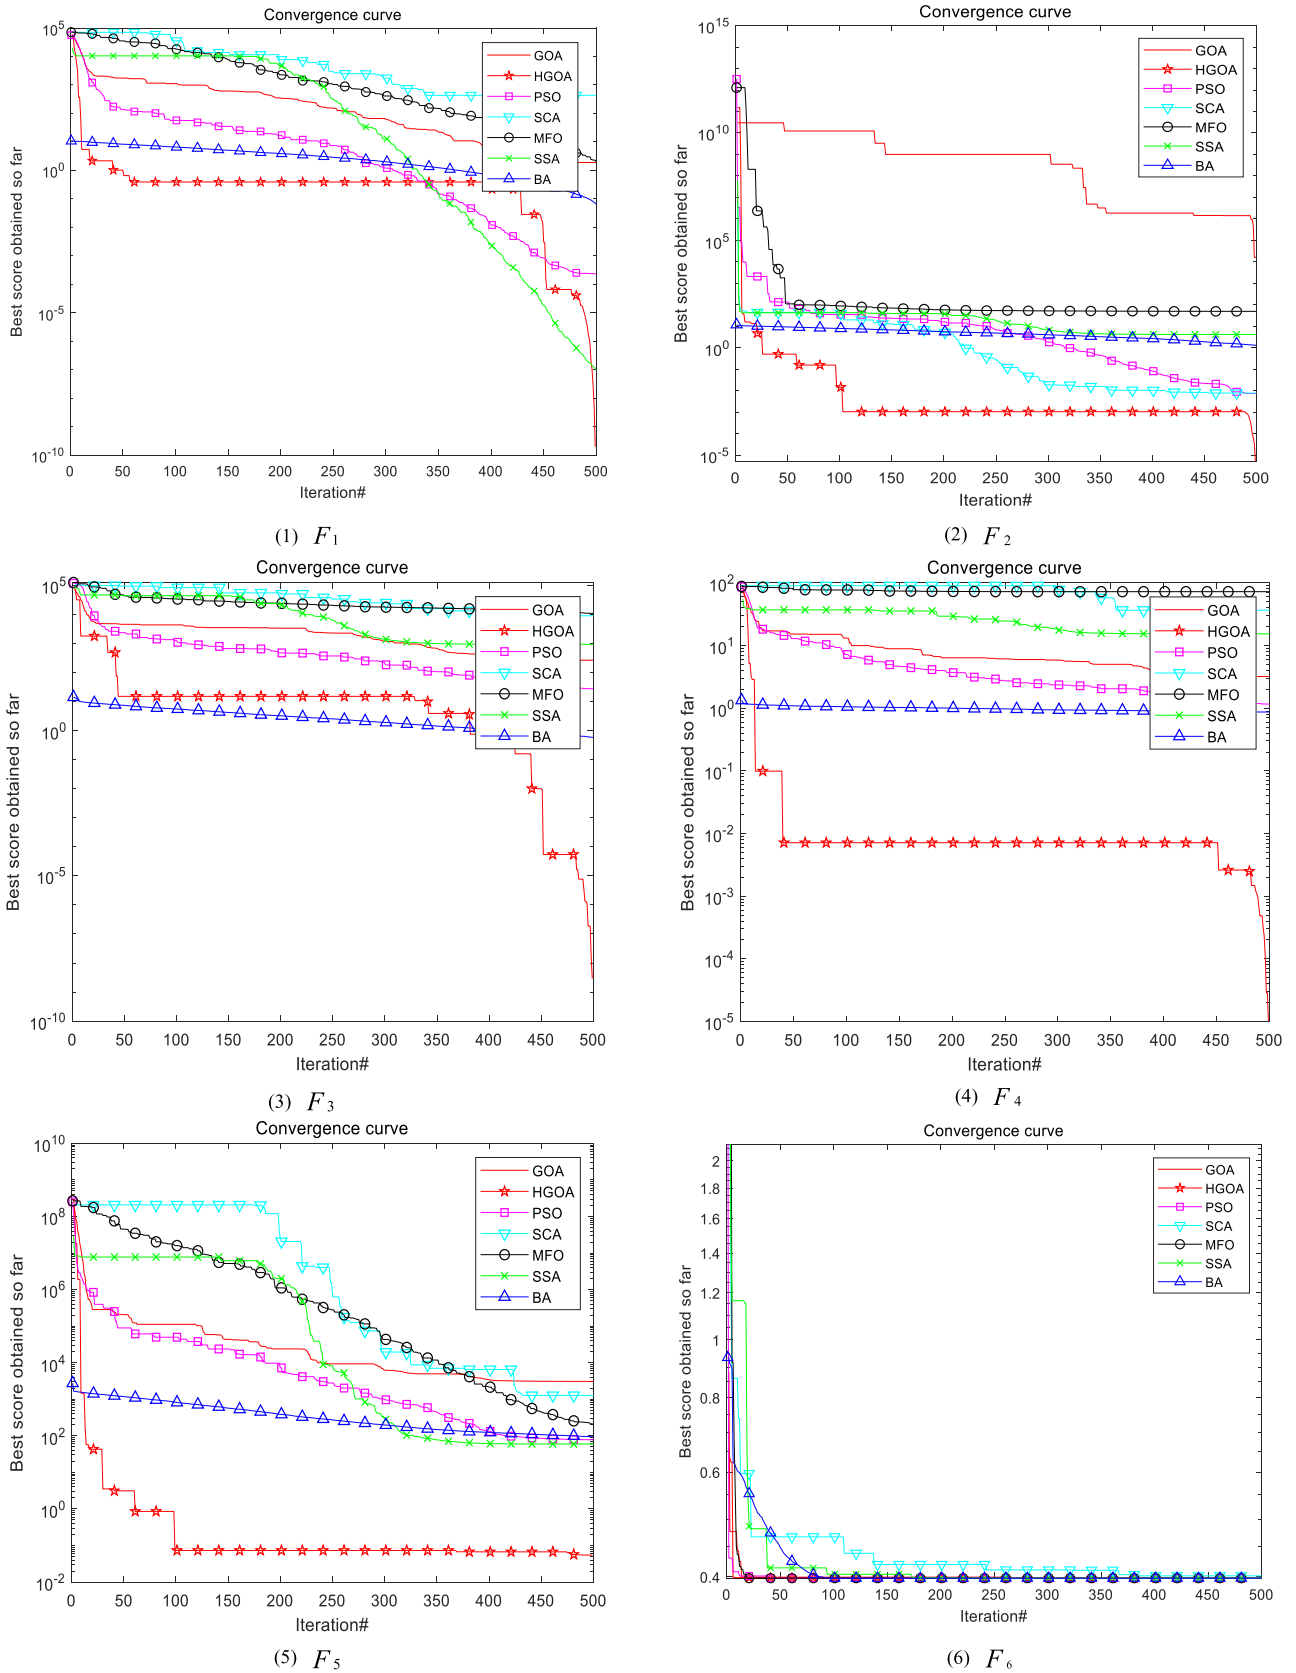 Convergence curve
Best score obtained so far
10^5
10^0
10^-5
10^-10
0 50 100 150 200 250 300 350 400 450 500
Iteration#
GOA
HGOA
PSO
SCA
MFO
SSA
BA
(1) F1
Convergence curve
Best score obtained so far
10^15
10^10
10^5
10^0
10^-5
0 50 100 150 200 250 300 350 400 450 500
Iteration#
GOA
HGOA
PSO
SCA
MFO
SSA
BA
(2) F2
Convergence curve
Best score obtained so far
10^5
10^0
10^-5
10^-10
0 50 100 150 200 250 300 350 400 450 500
Iteration#
GOA
HGOA
PSO
SCA
MFO
SSA
BA
(3) F3
Convergence curve
Best score obtained so far
10^2
10^1
10^0
10^-1
10^-2
10^-3
10^-4
10^-5
0 50 100 150 200 250 300 350 400 450 500
Iteration#
GOA
HGOA
PSO
SCA
MFO
SSA
BA
(4) F4
Convergence curve
Best score obtained so far
10^10
10^8
10^6
10^4
10^2
10^0
10^-2
0 50 100 150 200 250 300 350 400 450 500
Iteration#
GOA
HGOA
PSO
SCA
MFO
SSA
BA
(5) F5
Convergence curve
Best score obtained so far
2
1.8
1.6
1.4
1.2
1
0.8
0.6
0.4
0 50 100 150 200 250 300 350 400 450 500
Iteration#
GOA
HGOA
PSO
SCA
MFO
SSA
BA
(6) F6